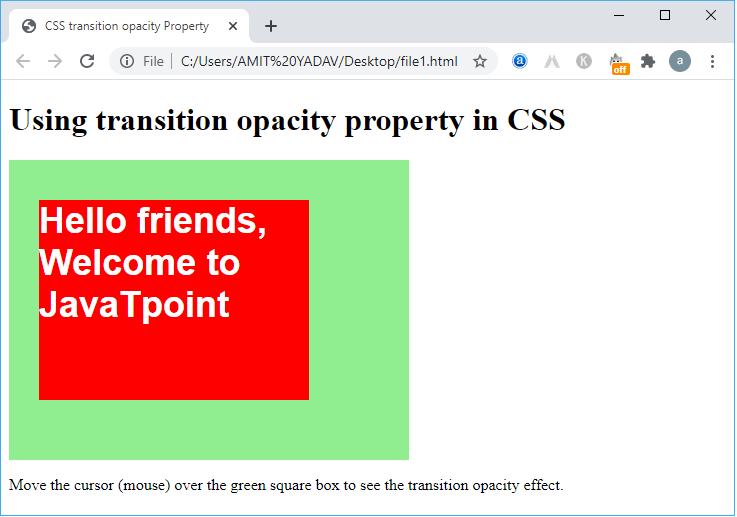 CSS transition opacity Property
File C:/Users/AMIT%20YADAV/Desktop/file1.html
a
K
off
a
Using transition opacity property in CSS
Hello friends,
Welcome to
JavaTpoint
Move the cursor (mouse) over the green square box to see the transition opacity effect.